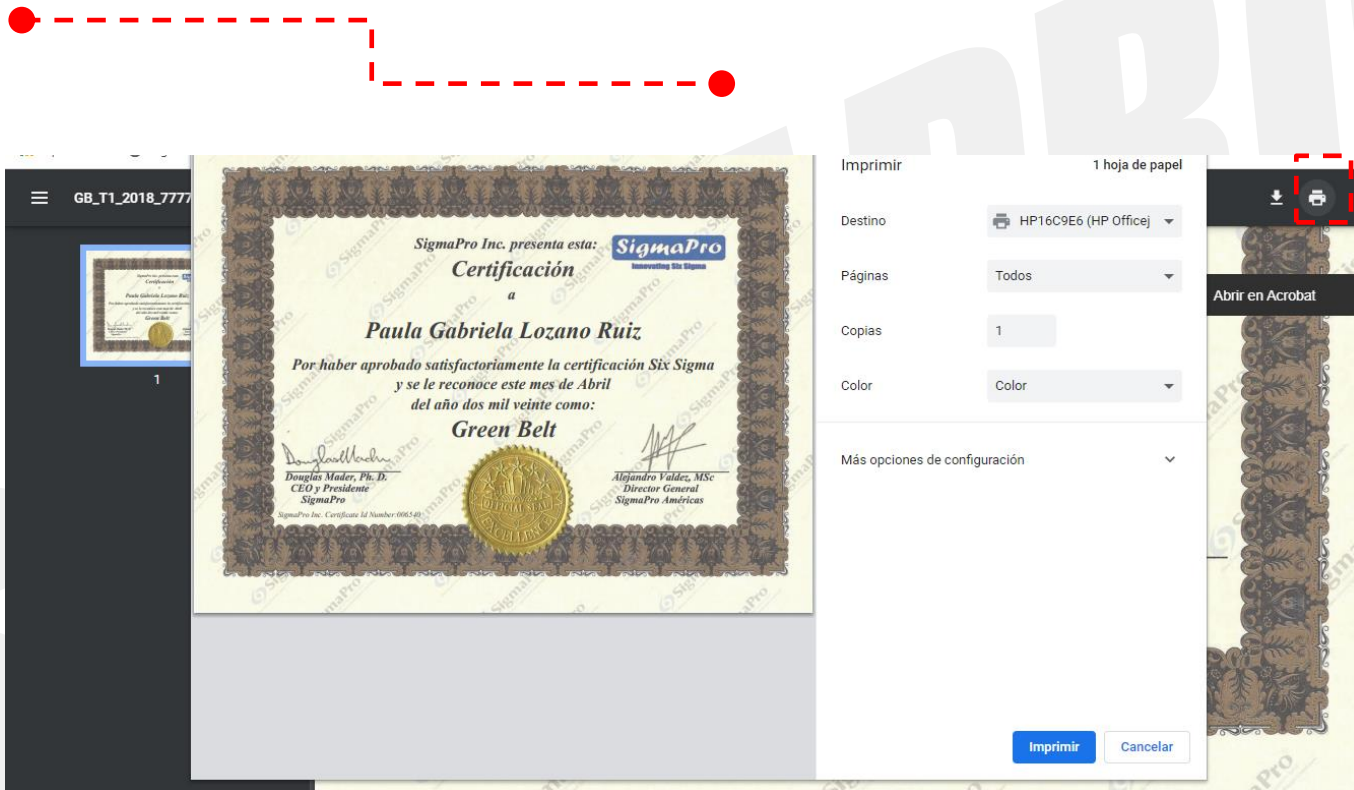 GB_T1_2018_7777
1
SigmaPro Inc. presenta esta:
SigmaPro
Innovating Six Sigma
Certificación
a
Paula Gabriela Lozano Ruiz
Por haber aprobado satisfactoriamente la certificación Six Sigma
y se le reconoce este mes de Abril
del año dos mil veinte como:
Green Belt
Douglas Mader, Ph. D.
CEO y Presidente
SigmaPro
Alejandro Valdez, MSc
Director General
SigmaPro Américas
SigmaPro Inc. Certificate Id Number:006540
OFFICIAL SEAL
EXCELLENCE
Imprimir
1 hoja de papel
Destino
HP16C9E6 (HP Officej
Páginas
Todos
Copias
1
Color
Color
Más opciones de configuración
Imprimir
Cancelar
Abrir en Acrobat